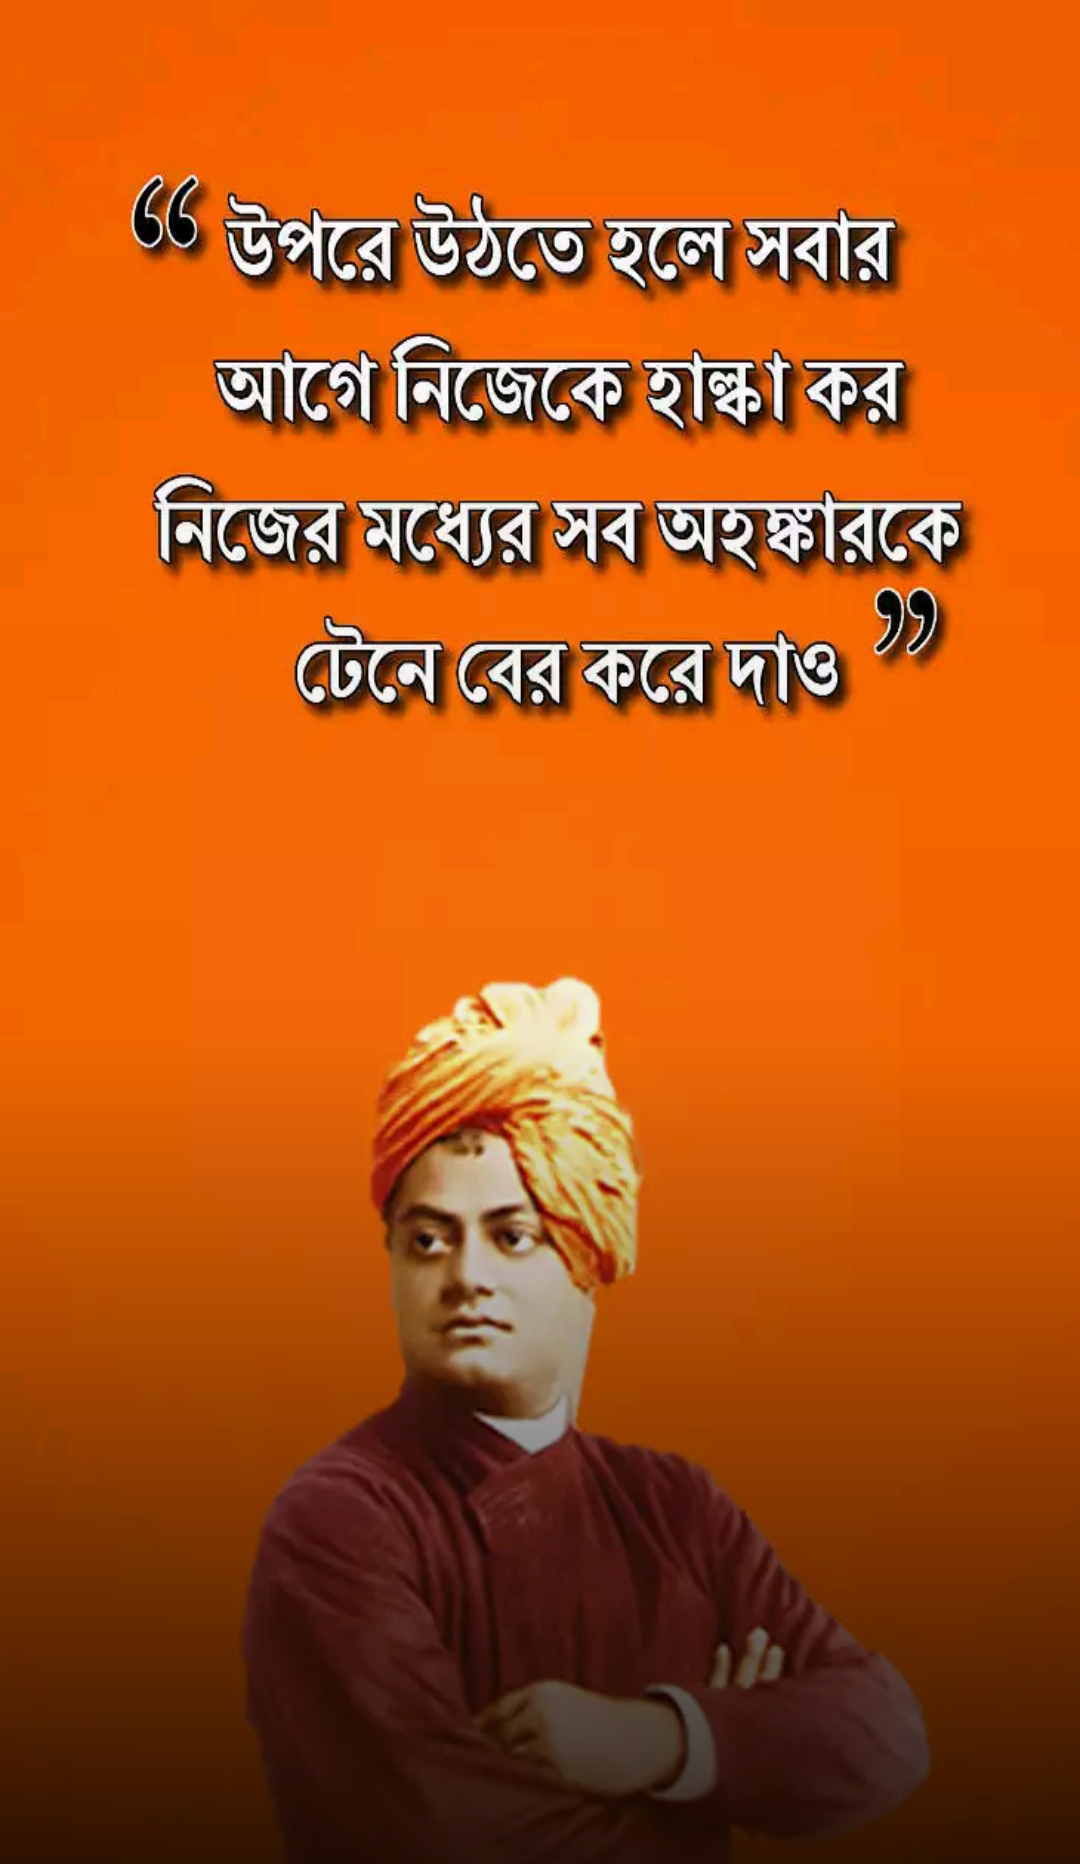 “ উপরে উঠতে হলে সবার
আগে নিজেকে হাল্কা কর
নিজের মধ্যের সব অহঙ্কারকে
টেনে বের করে দাও ”